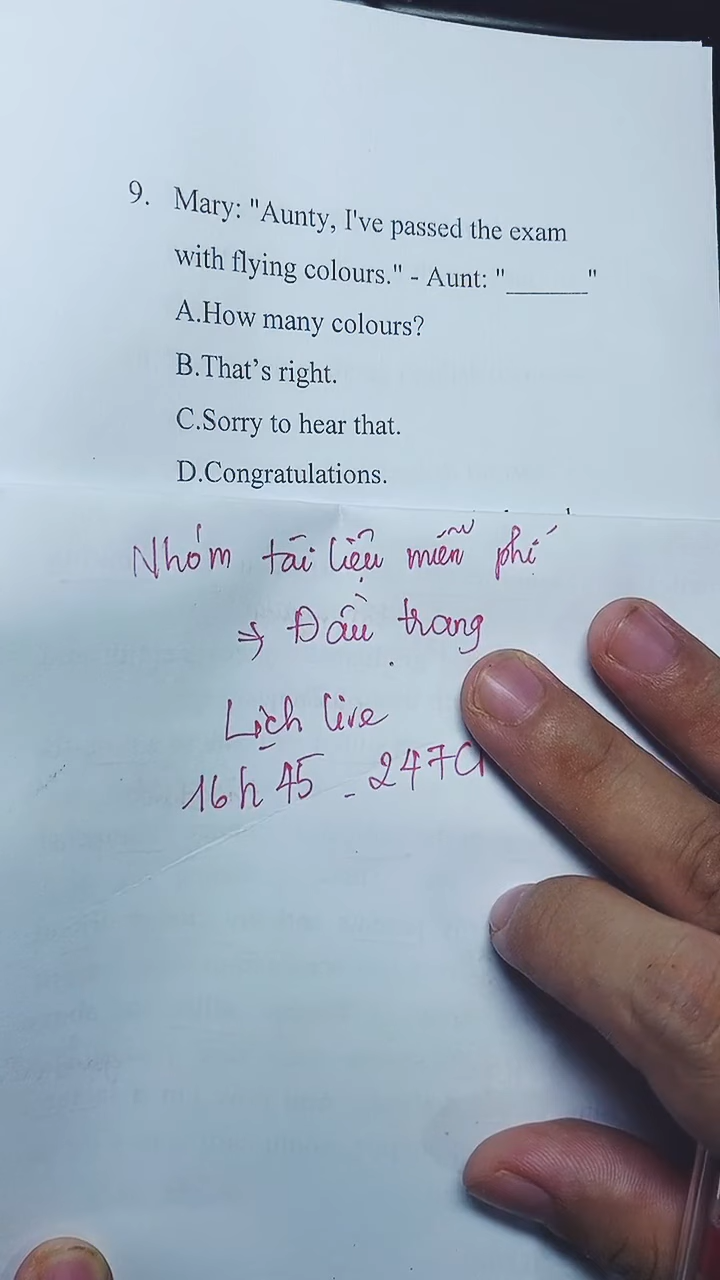 9. Mary: "Aunty, I've passed the exam
with flying colours." - Aunt: "_______"
A.How many colours?
B.That's right.
C.Sorry to hear that.
D.Congratulations.
Nhóm tài liệu miễn phí
⇒ Đầu trang
Lịch live
16h45 - 247